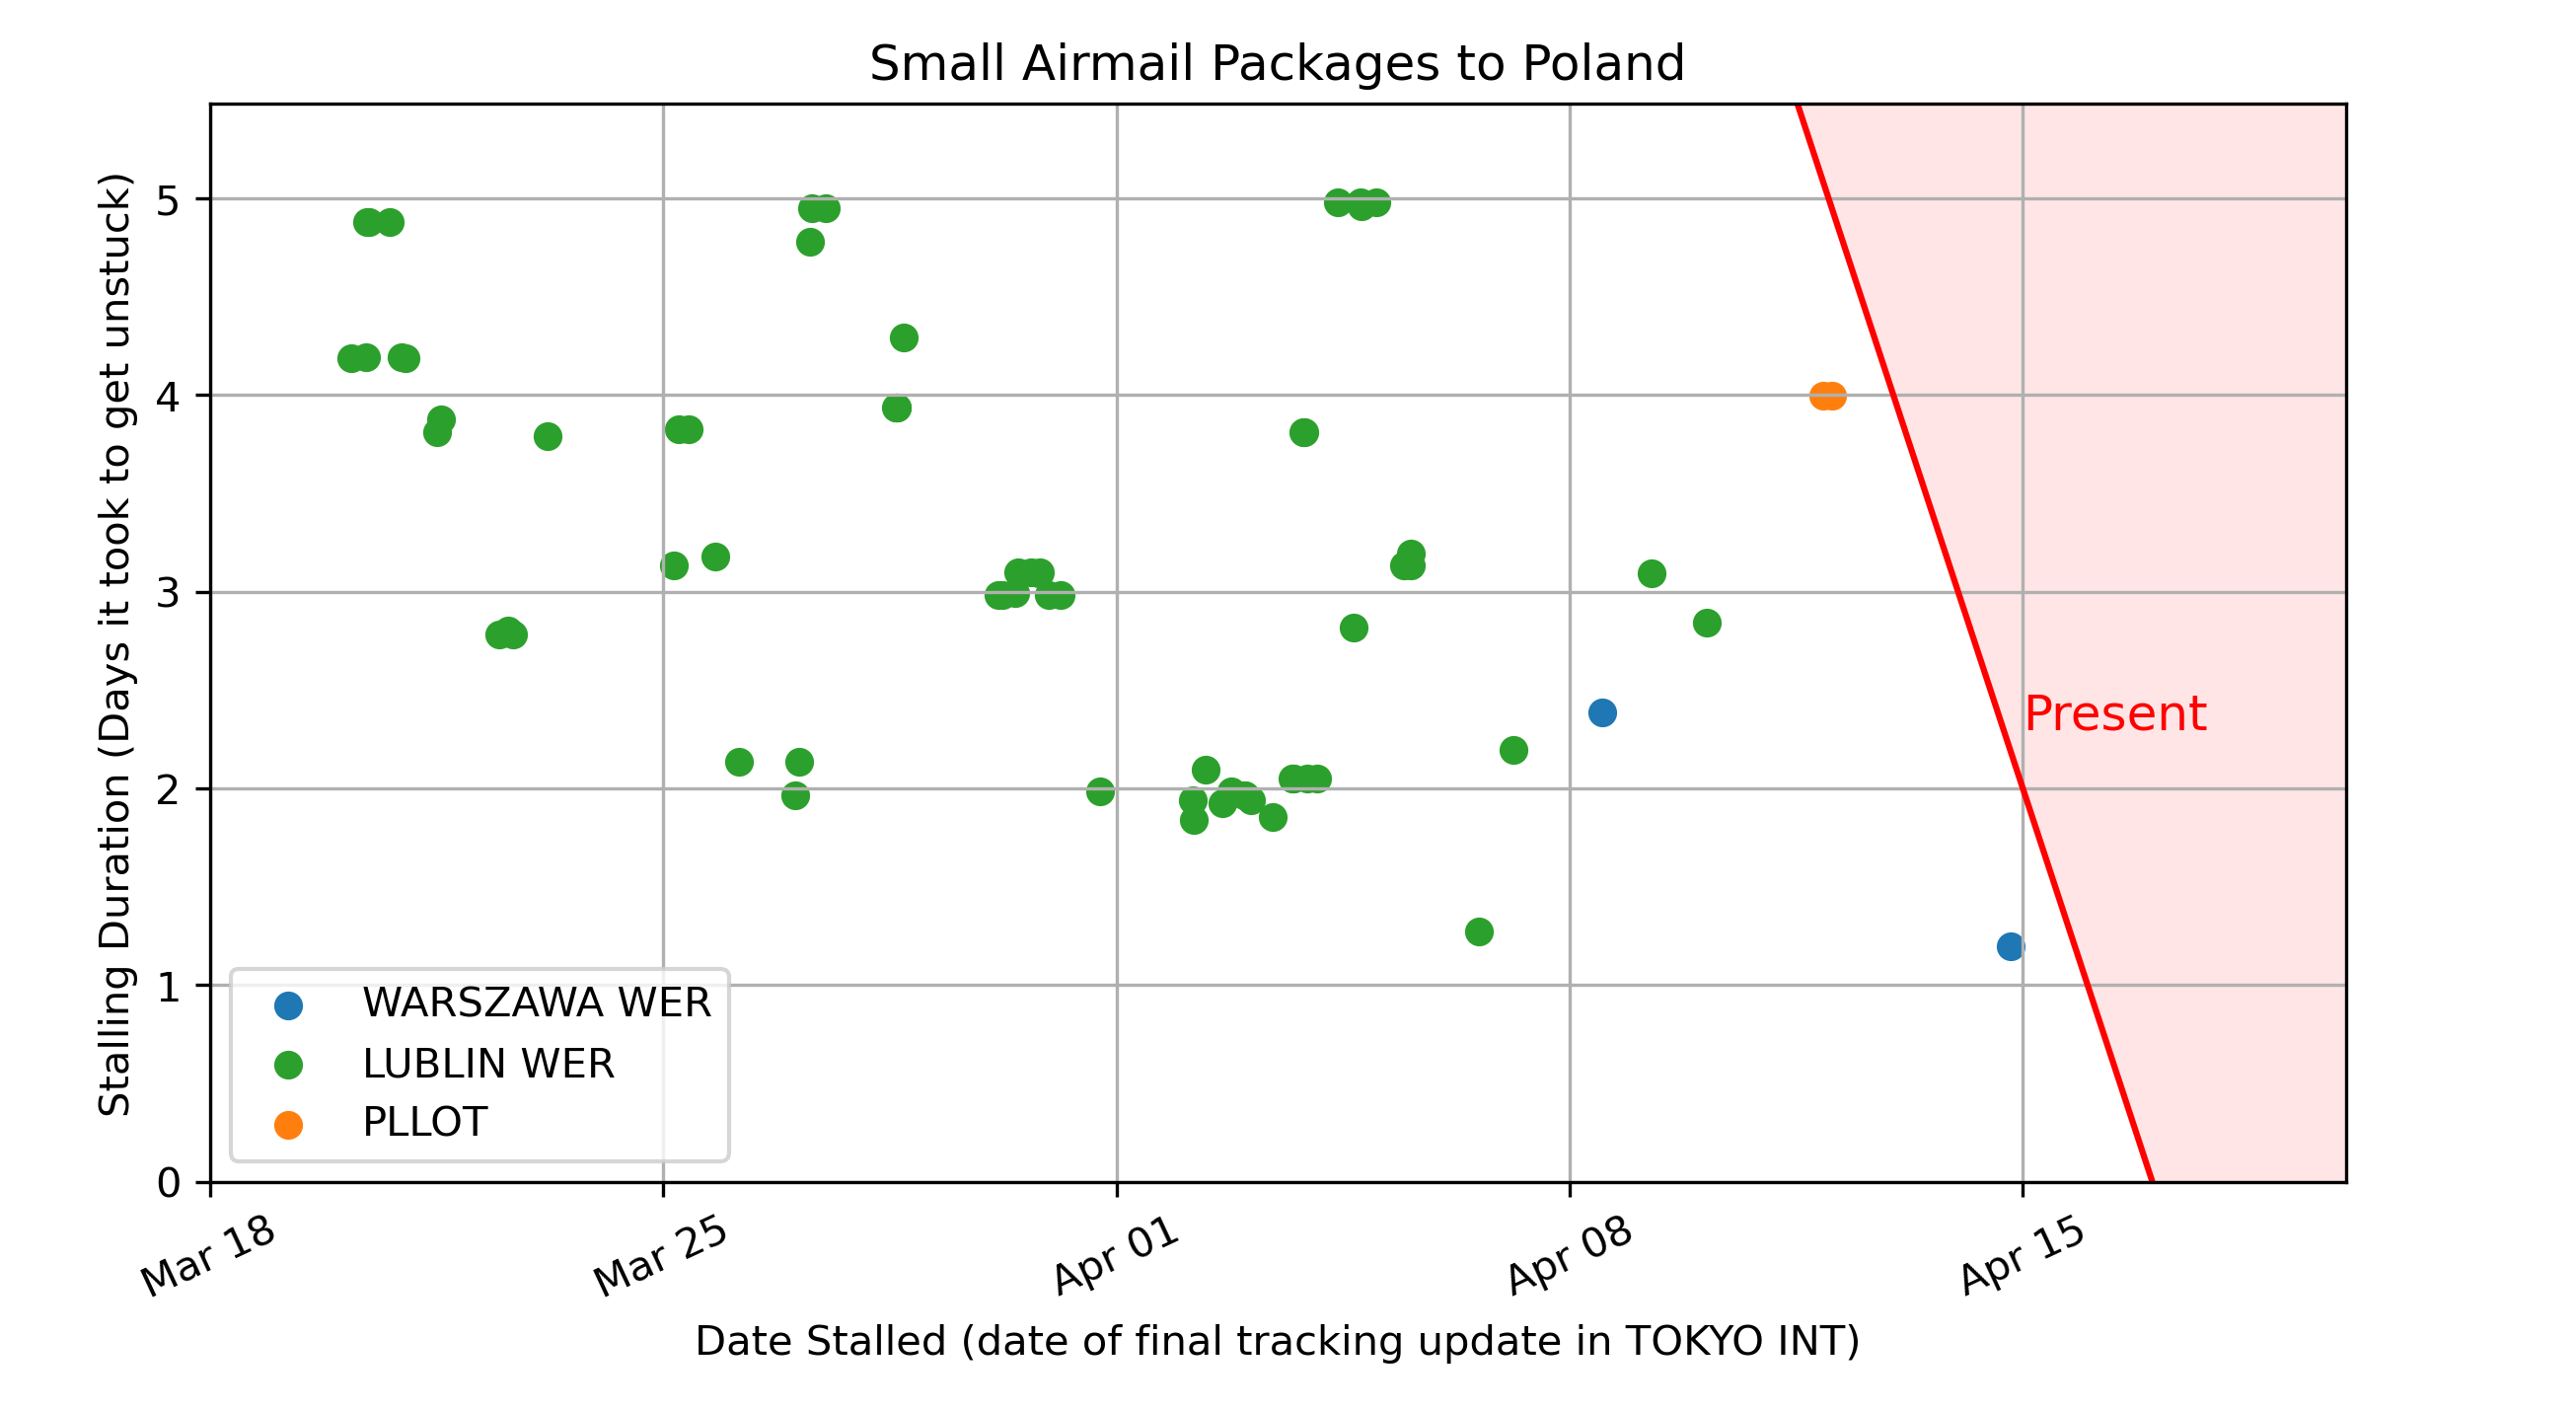 Small Airmail Packages to Poland
Stalling Duration (Days it took to get unstuck)
5
4
3
2
1
0
Present
WARSZAWA WER
LUBLIN WER
PLLOT
Mar 18
Mar 25
Apr 01
Apr 08
Apr 15
Date Stalled (date of final tracking update in TOKYO INT)